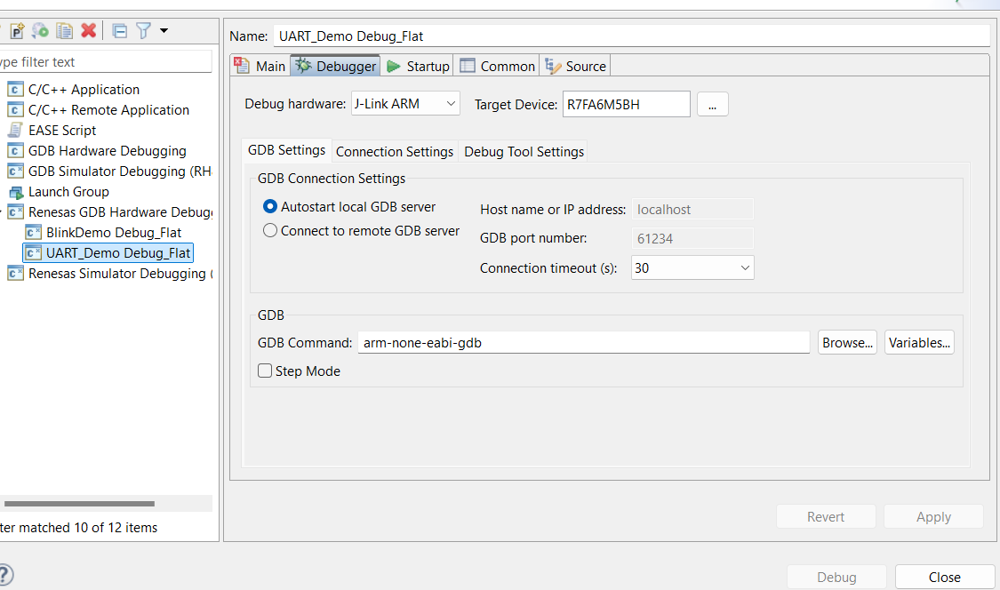 Name: UART_Demo Debug_Flat
ype filter text
C/C++ Application
C/C++ Remote Application
EASE Script
GDB Hardware Debugging
GDB Simulator Debugging (RH
Launch Group
Renesas GDB Hardware Debugg
BlinkDemo Debug_Flat
UART_Demo Debug_Flat
Renesas Simulator Debugging (
ter matched 10 of 12 items
Main Debugger Startup Common Source
Debug hardware: J-Link ARM Target Device: R7FA6M5BH ...
GDB Settings Connection Settings Debug Tool Settings
GDB Connection Settings
Autostart local GDB server
Connect to remote GDB server
Host name or IP address: localhost
GDB port number: 61234
Connection timeout (s): 30
GDB
GDB Command: arm-none-eabi-gdb Browse... Variables...
Step Mode
Revert Apply
? Debug Close